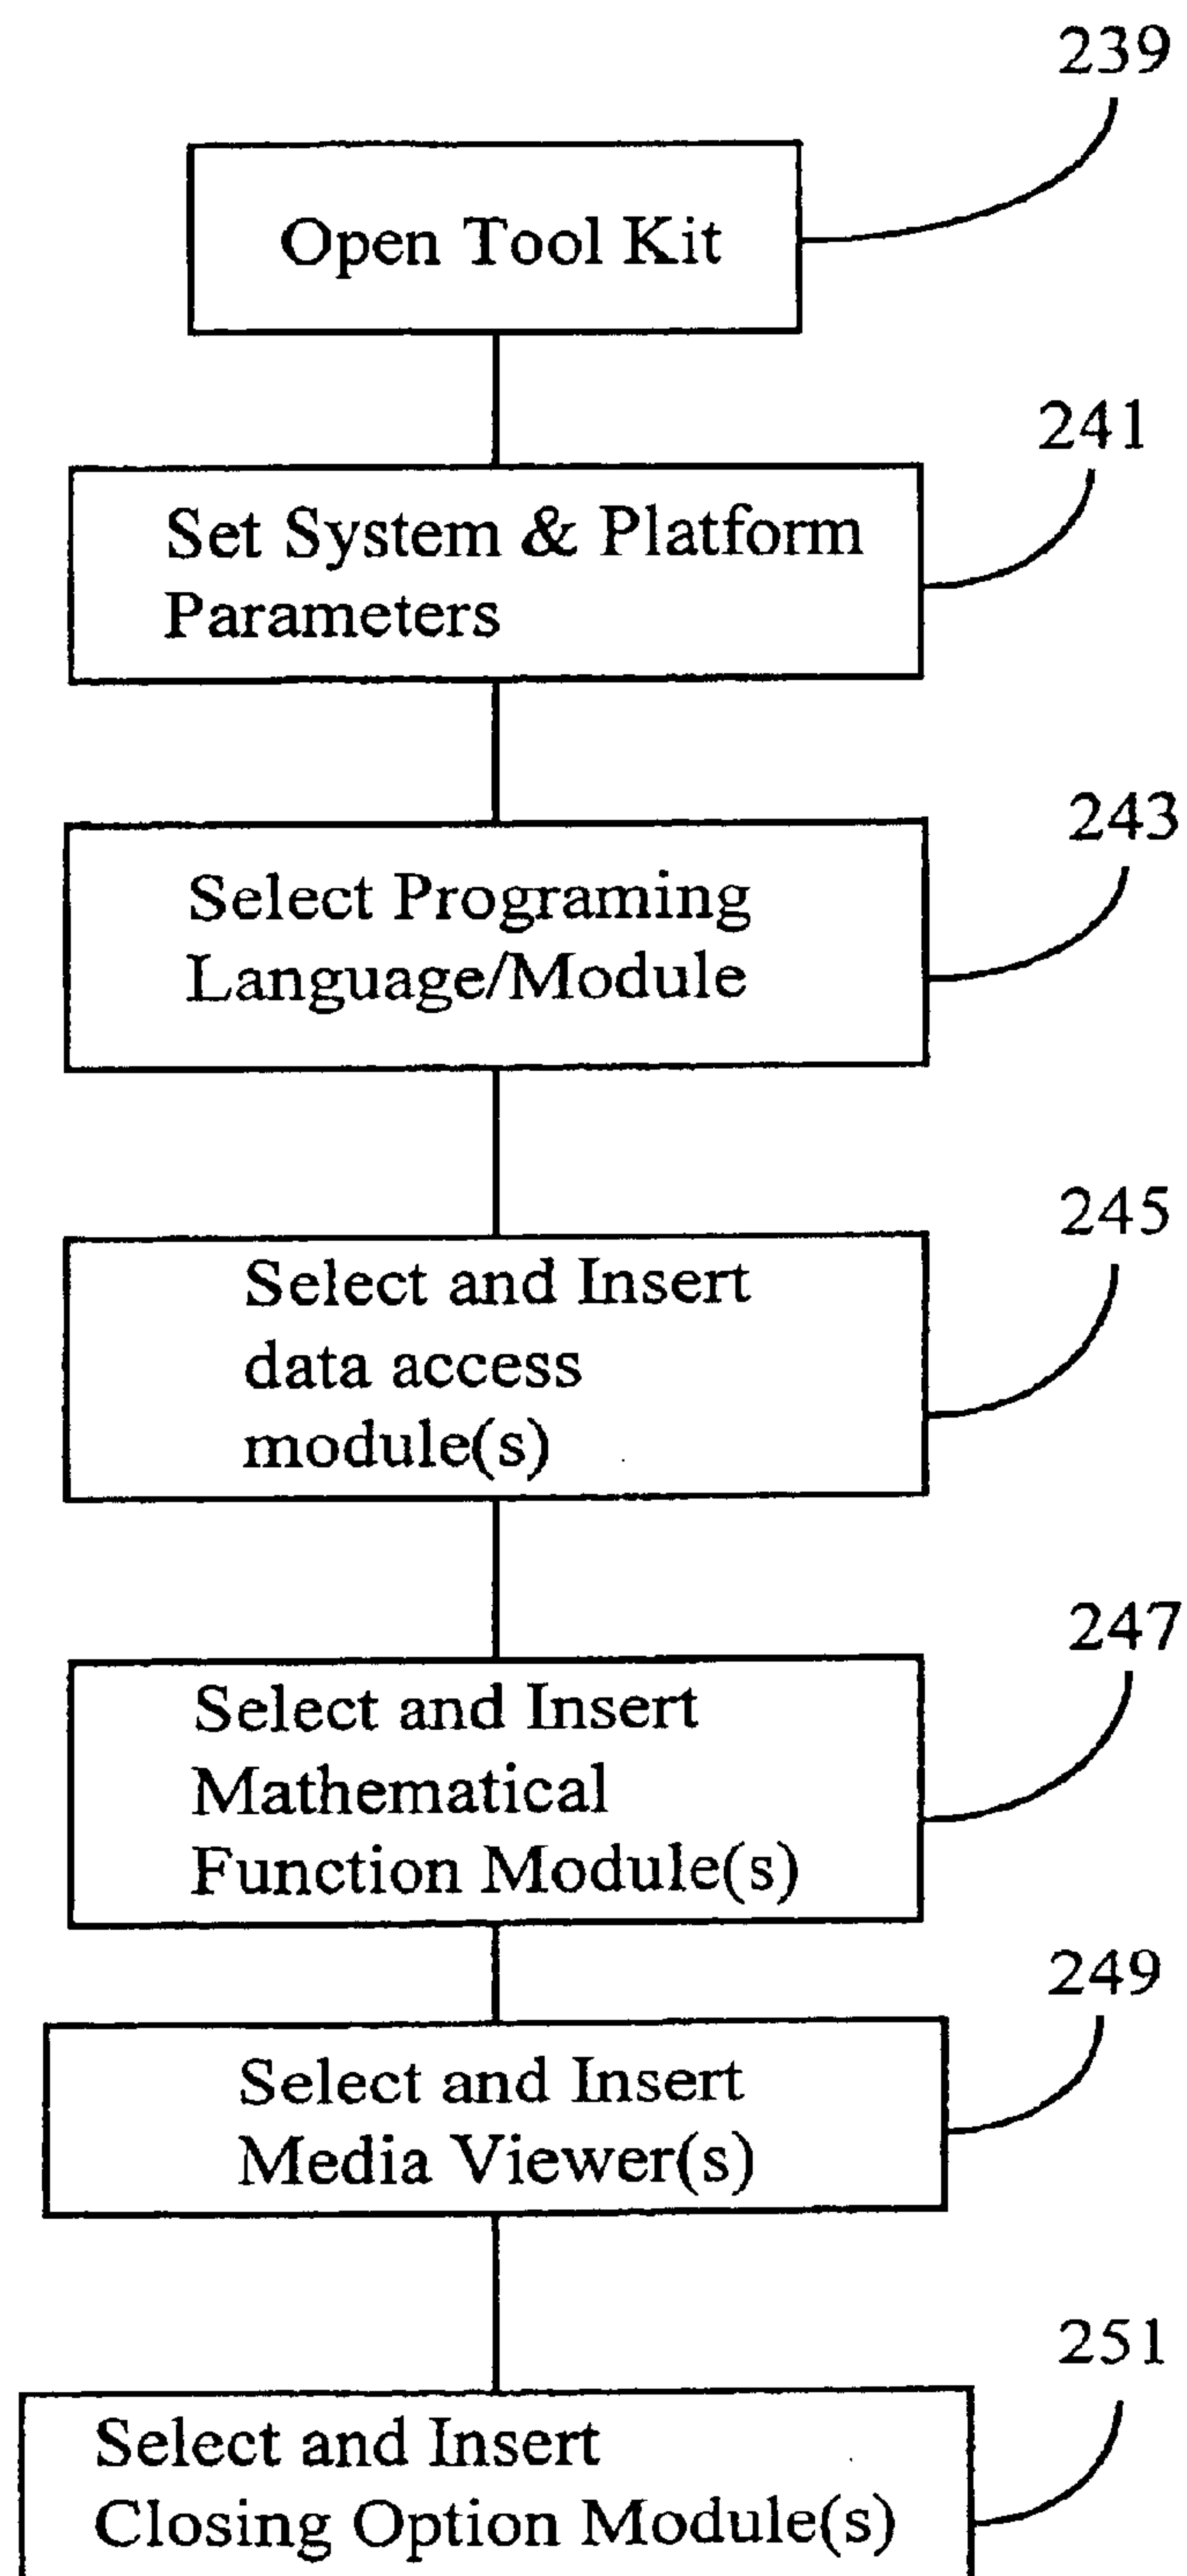 239
Open Tool Kit
241
Set System & Platform
Parameters
243
Select Programing
Language/Module
245
Select and Insert
data access
module(s)
247
Select and Insert
Mathematical
Function Module(s)
249
Select and Insert
Media Viewer(s)
251
Select and Insert
Closing Option Module(s)